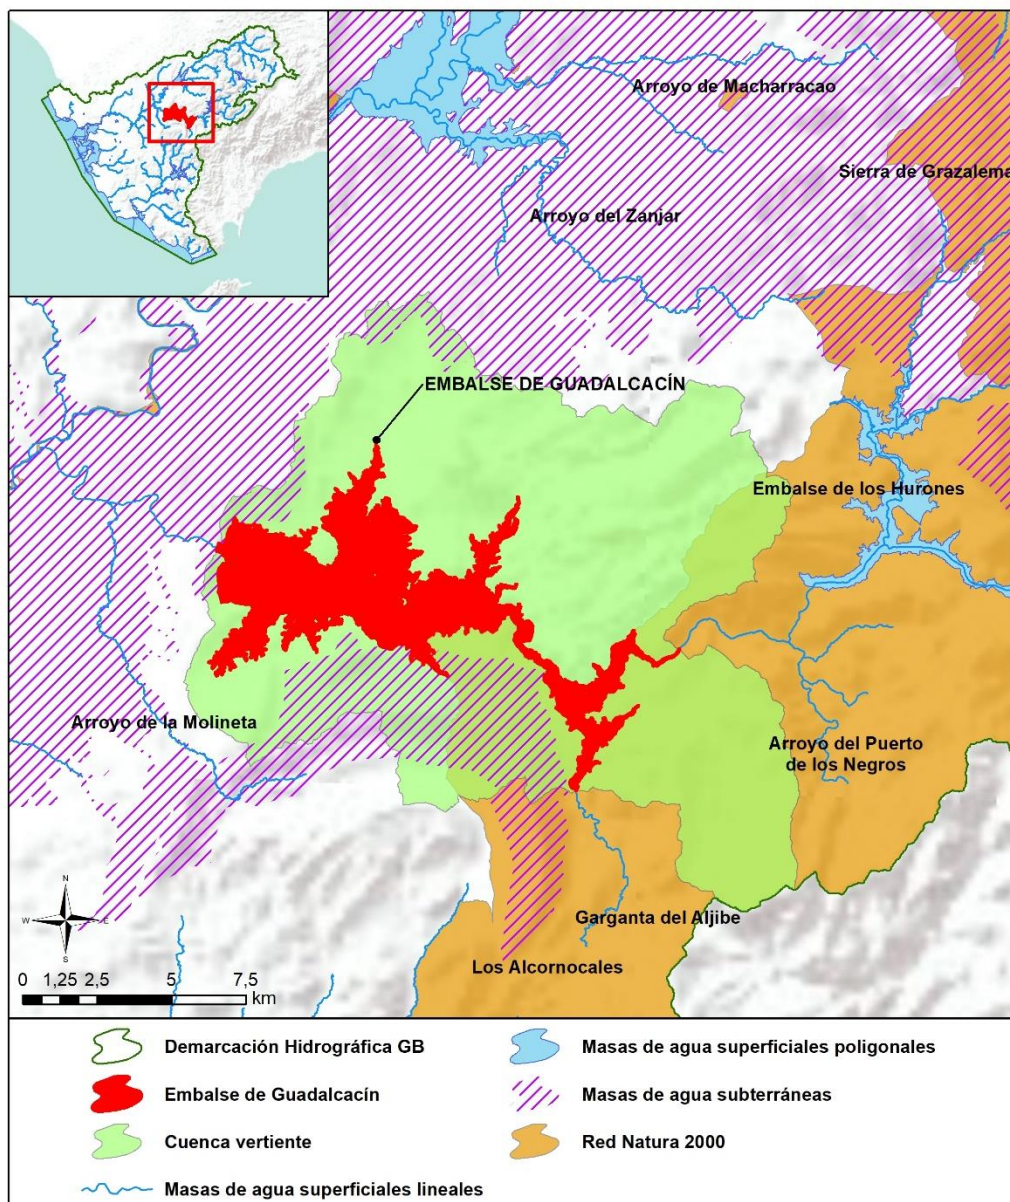 Arroyo de Macharracao
Sierra de Grazalema
Arroyo del Zanjar
EMBALSE DE GUADALCACÍN
Embalse de los Hurones
Arroyo de la Molineta
Arroyo del Puerto
de los Negros
N
W
E
S
Garganta del Aljibe
Los Alcornocales
0 1,25 2,5 5 7,5
km
Demarcación Hidrográfica GB
Masas de agua superficiales poligonales
Embalse de Guadalcacín
Masas de agua subterráneas
Cuenca vertiente
Red Natura 2000
Masas de agua superficiales lineales